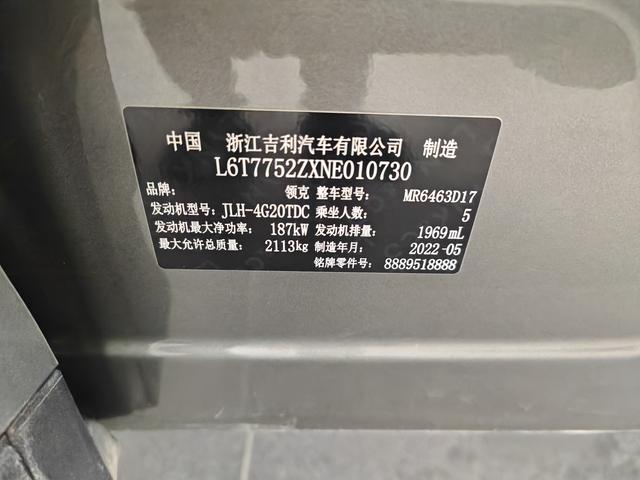 中国 浙江吉利汽车有限公司 制造
L6T7752ZXNE010730
品牌: 领克 整车型号: MR6463D17
发动机型号: JLH-4G20TDC 乘坐人数: 5
发动机最大净功率: 187kW 发动机排量: 1969mL
最大允许总质量: 2113kg 制造年月: 2022-05
铭牌零件号: 8889518888